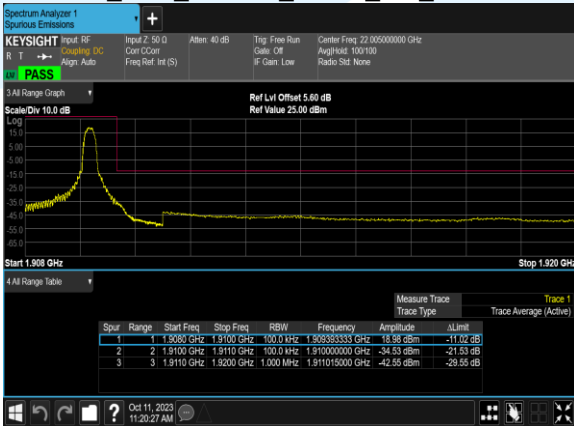 Spectrum Analyzer 1
Spurious Emissions
KEYSIGHT Input: RF Input Z: 50 Ω Atten: 40 dB Trig: Free Run Center Freq: 22.005000000 GHz
R T Coupling: DC Corr CCorr Gate: Off Avg|Hold: 100/100
Align: Auto Freq Ref: Int (S) IF Gain: Low Radio Std: None
PASS
3 All Range Graph
Ref Lvl Offset 5.60 dB
Scale/Div 10.0 dB Ref Value 25.00 dBm
Log
15.0
5.00
-5.00
-15.0
-25.0
-35.0
-45.0
-55.0
-65.0
Start 1.908 GHz Stop 1.920 GHz
4 All Range Table
Measure Trace Trace 1
Trace Type Trace Average (Active)
Spur Range Start Freq Stop Freq RBW Frequency Amplitude ΔLimit
1 1 1.9080 GHz 1.9100 GHz 100.0 kHz 1.909393333 GHz 18.98 dBm -11.02 dB
2 2 1.9100 GHz 1.9110 GHz 100.0 kHz 1.910000000 GHz -34.53 dBm -21.53 dB
3 3 1.9110 GHz 1.9200 GHz 1.000 MHz 1.911015000 GHz -42.55 dBm -29.55 dB
? Oct 11, 2023
11:20:27 AM